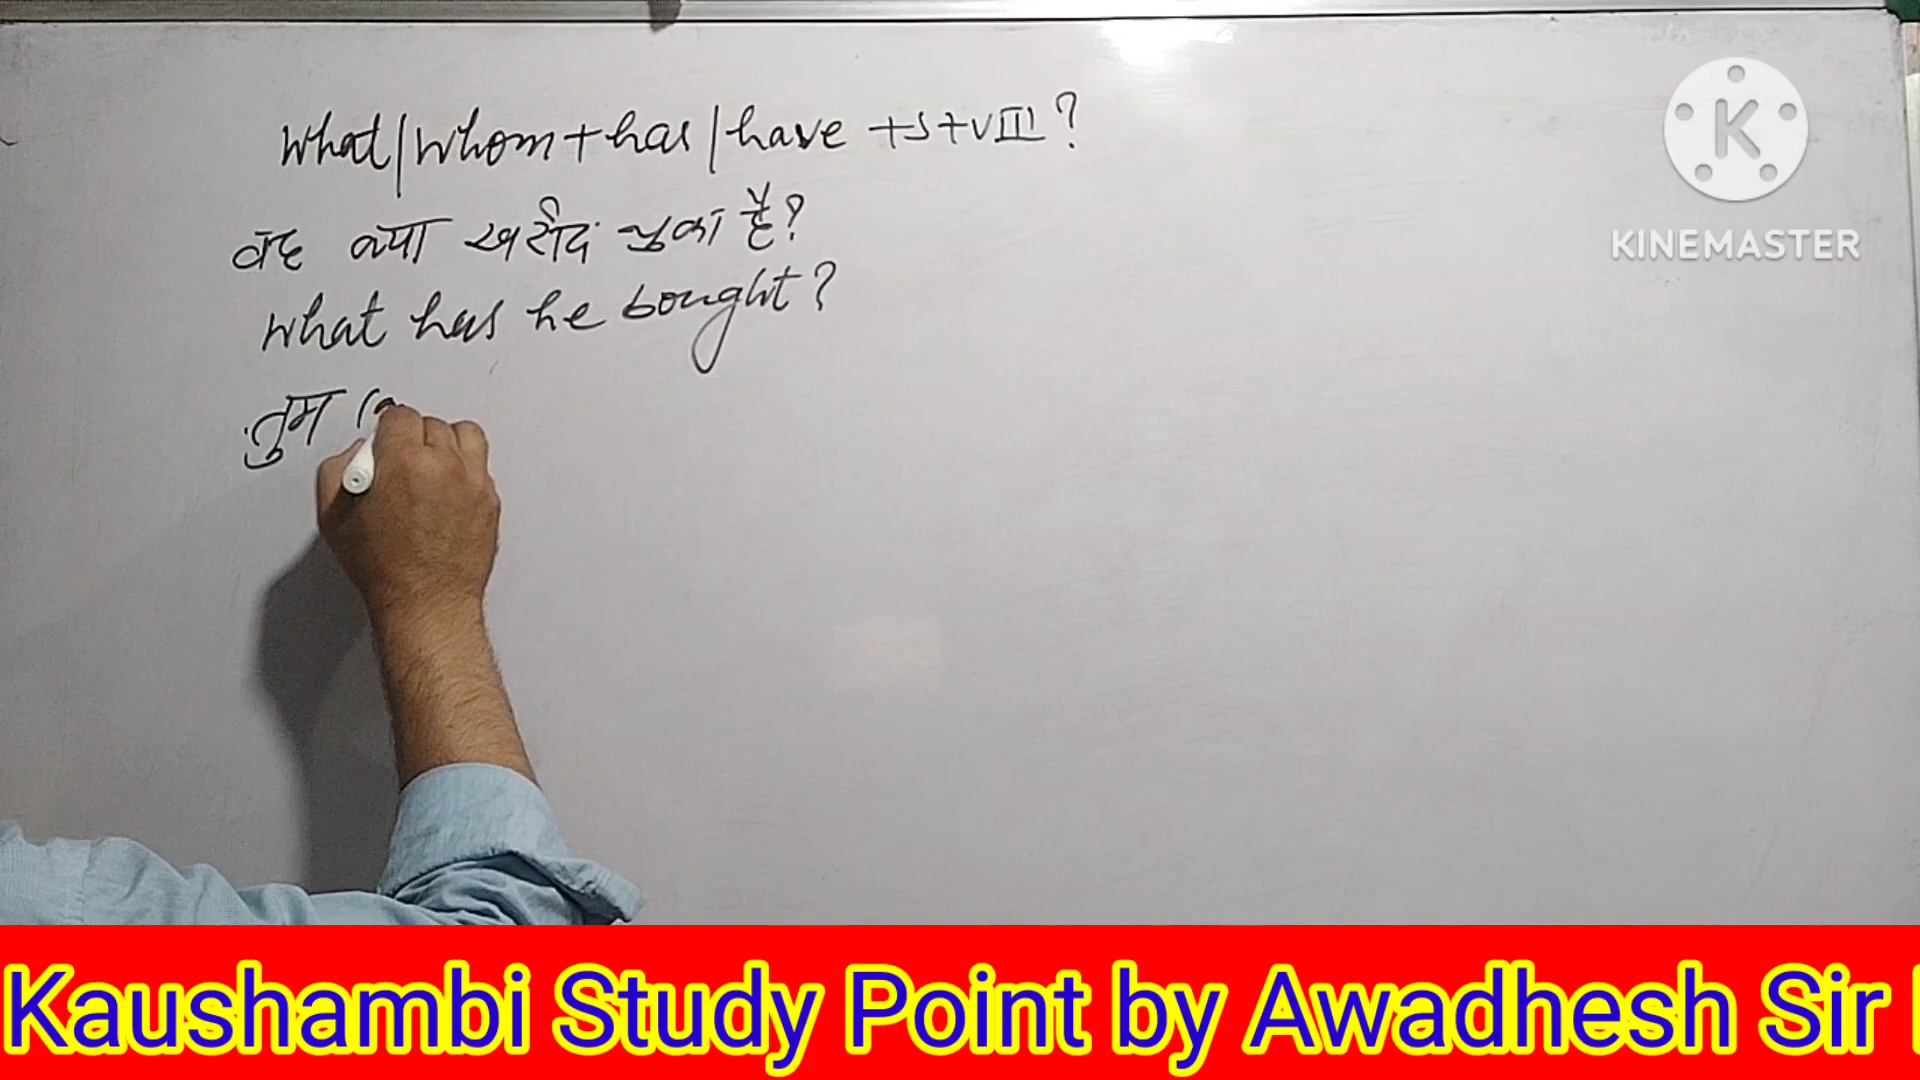 What/Whom+has/have +S+VIII?
वह क्या खरीद चुका है?
What has he bought?
तुम
KINEMASTER
Kaushambi Study Point by Awadhesh Sir